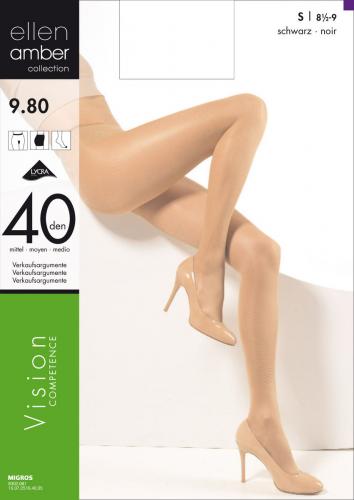 ellen
amber
collection
S | 8½-9
schwarz · noir
9.80
LYCRA
40 den
mittel · moyen · medio
Verkaufsargumente
Verkaufsargumente
Verkaufsargumente
Vision
COMPETENCE
MIGROS